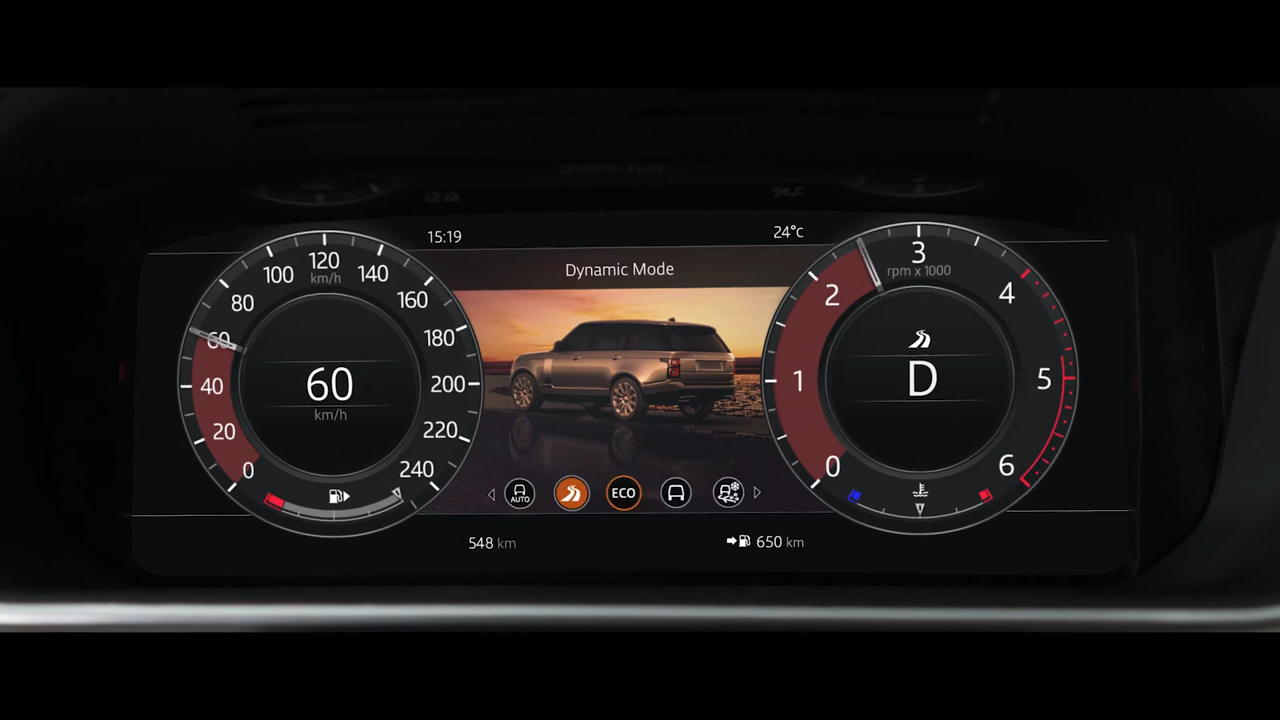 15:19
24°c
Dynamic Mode
0
20
40
60
80
100
120
km/h
140
160
180
200
220
240
60
km/h
0
1
2
3
rpm x 1000
4
5
6
D
AUTO
ECO
548 km
650 km